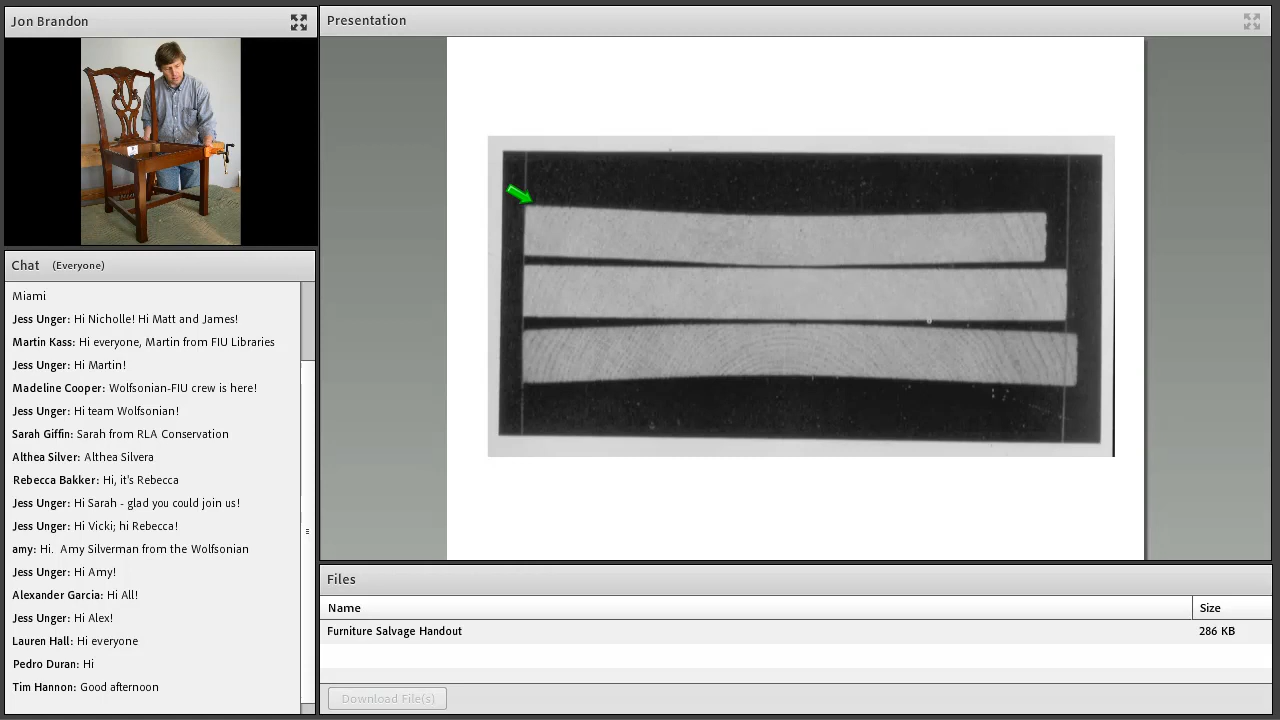 Jon Brandon
Presentation
Chat (Everyone)
Miami
Jess Unger: Hi Nicholle! Hi Matt and James!
Martin Kass: Hi everyone, Martin from FIU Libraries
Jess Unger: Hi Martin!
Madeline Cooper: Wolfsonian-FIU crew is here!
Jess Unger: Hi team Wolfsonian!
Sarah Giffin: Sarah from RLA Conservation
Althea Silver: Althea Silvera
Rebecca Bakker: Hi, it's Rebecca
Jess Unger: Hi Sarah - glad you could join us!
Jess Unger: Hi Vicki; hi Rebecca!
amy: Hi.  Amy Silverman from the Wolfsonian
Jess Unger: Hi Amy!
Alexander Garcia: Hi All!
Jess Unger: Hi Alex!
Lauren Hall: Hi everyone
Pedro Duran: Hi
Tim Hannon: Good afternoon
Files
Name Size
Furniture Salvage Handout 286 KB
Download File(s)